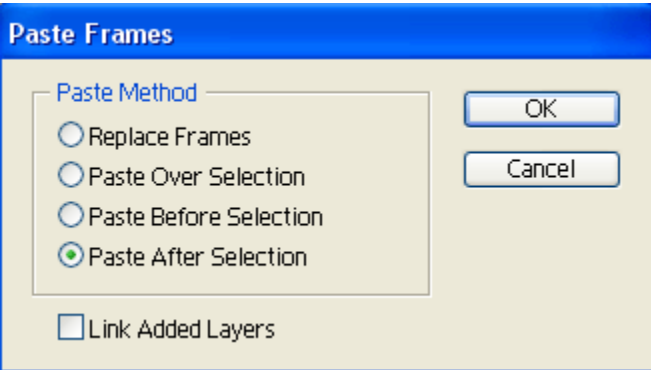 Paste Frames
Paste Method
Replace Frames
Paste Over Selection
Paste Before Selection
Paste After Selection
Link Added Layers
OK
Cancel